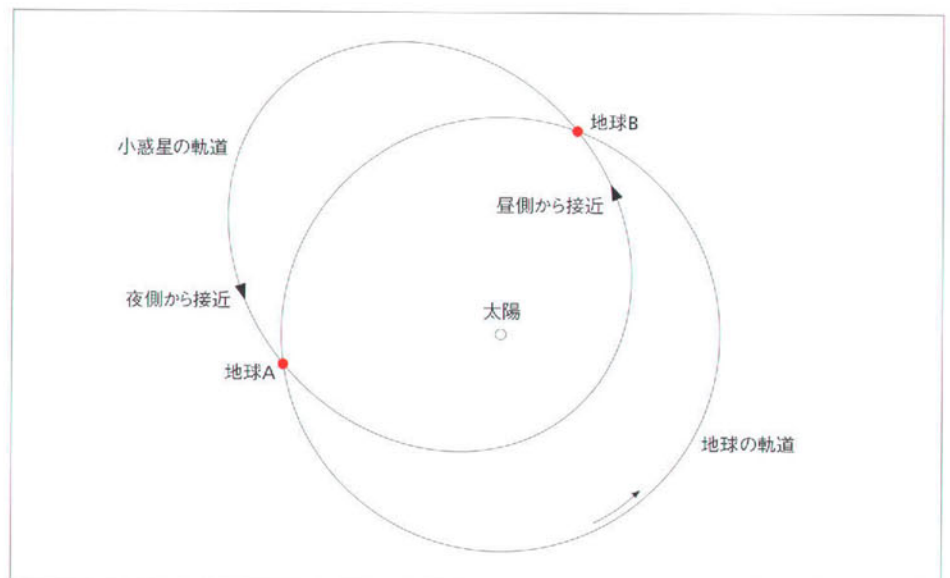 地球B
小惑星の軌道
昼側から接近
夜側から接近
太陽
地球A
地球の軌道